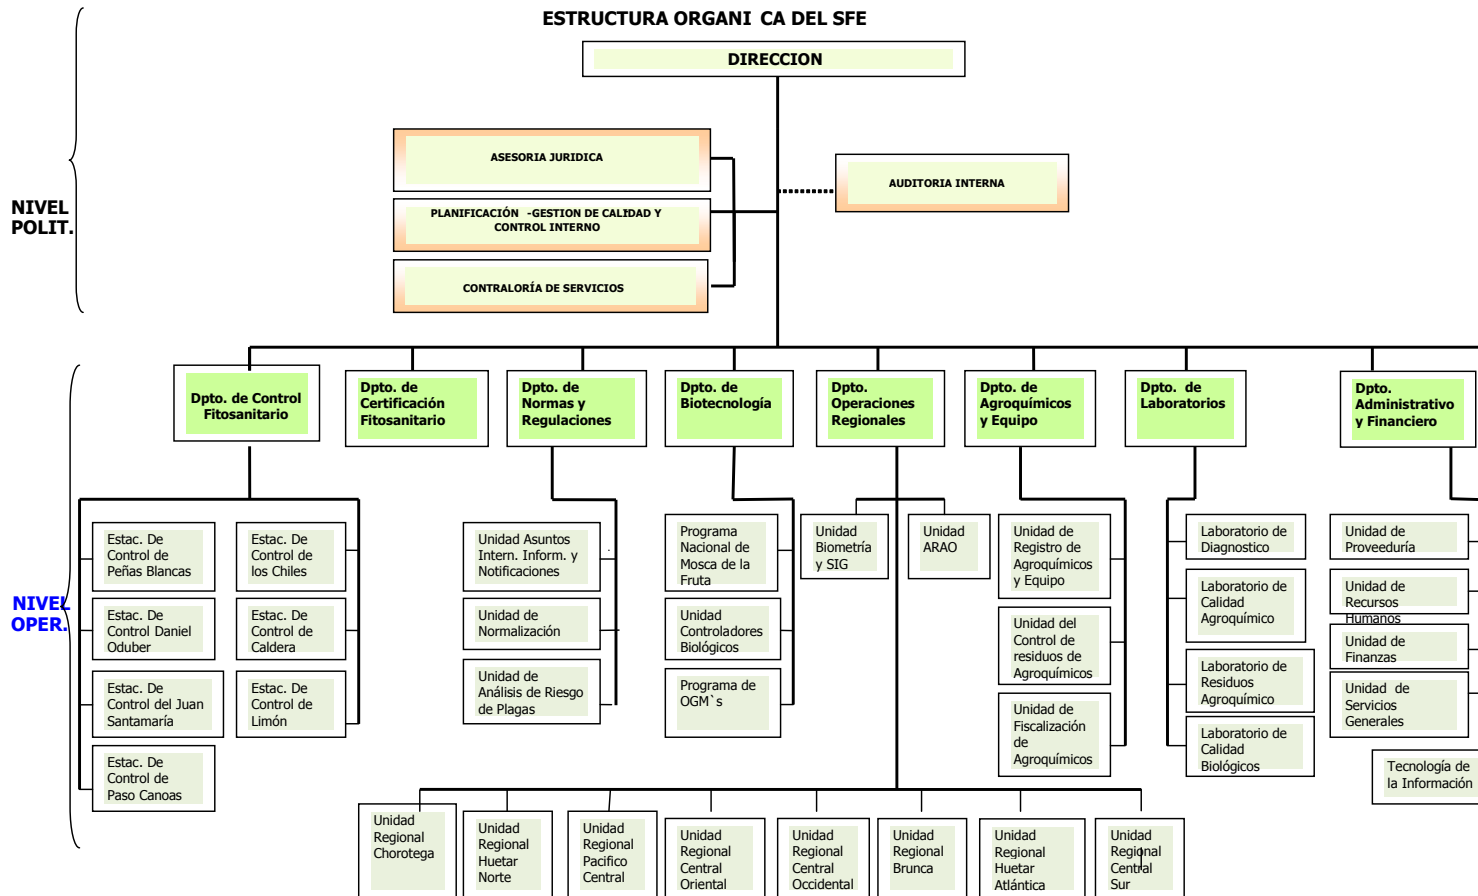 ESTRUCTURA ORGANI CA DEL SFE
DIRECCION
ASESORIA JURIDICA
AUDITORIA INTERNA
PLANIFICACIÓN -GESTION DE CALIDAD Y
CONTROL INTERNO
CONTRALORÍA DE SERVICIOS
NIVEL
POLIT.
Dpto. de Control
Fitosanitario
Dpto. de
Certificación
Fitosanitario
Dpto. de
Normas y
Regulaciones
Dpto. de
Biotecnología
Dpto.
Operaciones
Regionales
Dpto. de
Agroquímicos
y Equipo
Dpto. de
Laboratorios
Dpto.
Administrativo
y Financiero
NIVEL
OPER.
Estac. De
Control de
Peñas Blancas
Estac. De
Control de
los Chiles
Estac. De
Control Daniel
Oduber
Estac. De
Control de
Caldera
Estac. De
Control del Juan
Santamaría
Estac. De
Control de
Limón
Estac. De
Control de
Paso Canoas
Unidad Asuntos
Intern. Inform. y
Notificaciones
Unidad de
Normalización
Unidad de
Análisis de Riesgo
de Plagas
Programa
Nacional de
Mosca de la
Fruta
Unidad
Controladores
Biológicos
Programa de
OGM`s
Unidad
Biometría
y SIG
Unidad
ARAO
Unidad de
Registro de
Agroquímicos
y Equipo
Unidad del
Control de
residuos de
Agroquímicos
Unidad de
Fiscalización
de
Agroquímicos
Laboratorio de
Diagnostico
Laboratorio de
Calidad
Agroquímico
Laboratorio de
Residuos
Agroquímico
Laboratorio de
Calidad
Biológicos
Unidad de
Proveeduría
Unidad de
Recursos
Humanos
Unidad de
Finanzas
Unidad de
Servicios
Generales
Tecnología de
la Información
Unidad
Regional
Chorotega
Unidad
Regional
Huetar
Norte
Unidad
Regional
Pacifico
Central
Unidad
Regional
Central
Oriental
Unidad
Regional
Central
Occidental
Unidad
Regional
Brunca
Unidad
Regional
Huetar
Atlántica
Unidad
Regional
Central
Sur